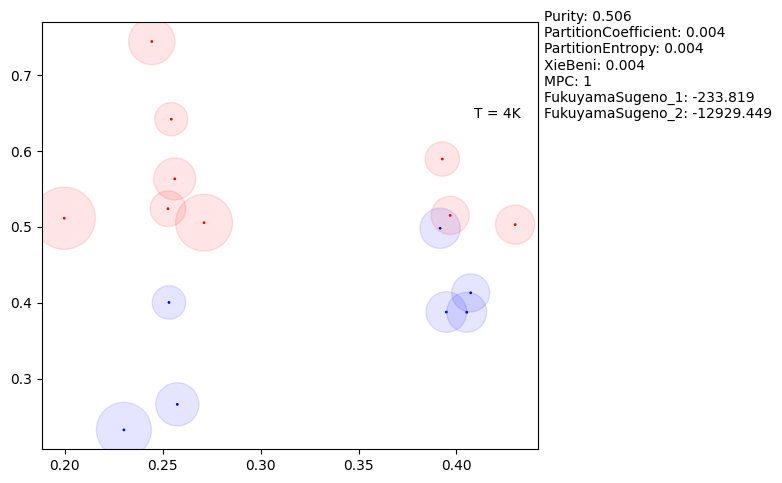 Purity: 0.506
PartitionCoefficient: 0.004
PartitionEntropy: 0.004
XieBeni: 0.004
MPC: 1
FukuyamaSugeno_1: -233.819
FukuyamaSugeno_2: -12929.449
T = 4K
0.7
0.6
0.5
0.4
0.3
0.20 0.25 0.30 0.35 0.40